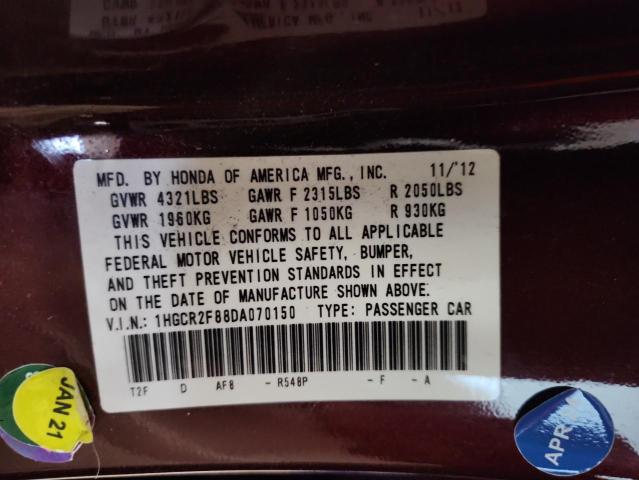 11/'12
MFD. BY HONDA OF AMERICA MFG., INC. 11/'12
GVWR 4321LBS GAWR F 2315LBS R 2050LBS
GVWR 1960KG GAWR F 1050KG R 930KG
THIS VEHICLE CONFORMS TO ALL APPLICABLE
FEDERAL MOTOR VEHICLE SAFETY, BUMPER,
AND THEFT PREVENTION STANDARDS IN EFFECT
ON THE DATE OF MANUFACTURE SHOWN ABOVE.
V.I.N.: 1HGCR2F88DA070150 TYPE: PASSENGER CAR
T2F D AF8 - R548P - F - A
JAN 21
APR